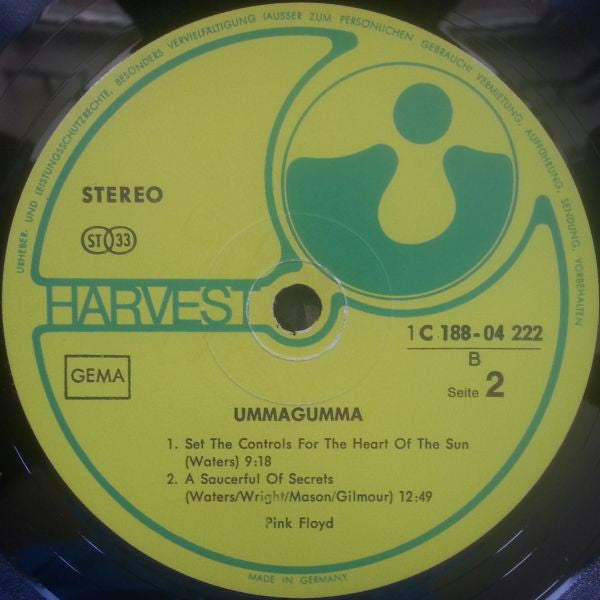 URHEBER- UND LEISTUNGSSCHUTZRECHTE, BESONDERS VERVIELFÄLTIGUNG (AUSSER ZUM PERSÖNLICHEN GEBRAUCH) VERMIETUNG, AUFFÜHRUNG, SENDUNG, VORBEHALTEN
STEREO
ST 33
HARVEST
1 C 188-04 222
B
GEMA
Seite 2
UMMAGUMMA
1. Set The Controls For The Heart Of The Sun
(Waters) 9:18
2. A Saucerful Of Secrets
(Waters/Wright/Mason/Gilmour) 12:49
Pink Floyd
MADE IN GERMANY